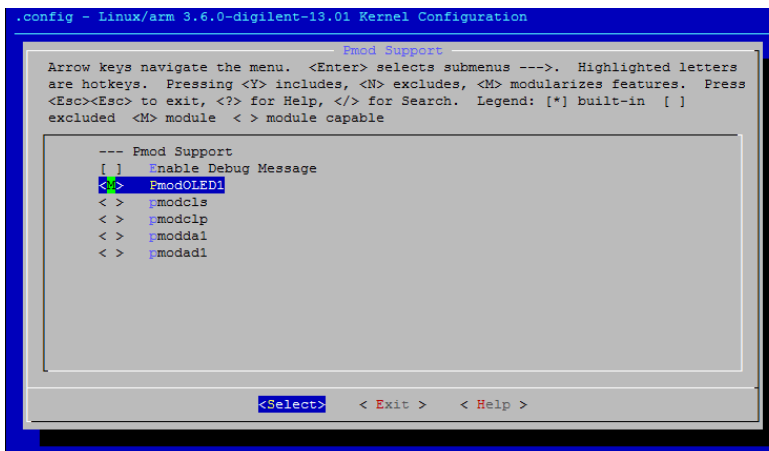 .config - Linux/arm 3.6.0-digilent-13.01 Kernel Configuration
Pmod Support
Arrow keys navigate the menu.  <Enter> selects submenus --->.  Highlighted letters
are hotkeys.  Pressing <Y> includes, <N> excludes, <M> modularizes features.  Press
<Esc><Esc> to exit, <?> for Help, </> for Search.  Legend: [*] built-in  [ ]
excluded  <M> module  < > module capable
--- Pmod Support
[ ]   Enable Debug Message
<M>   PmodOLED1
< >   pmodcls
< >   pmodclp
< >   pmodda1
< >   pmodad1
<Select>    < Exit >    < Help >